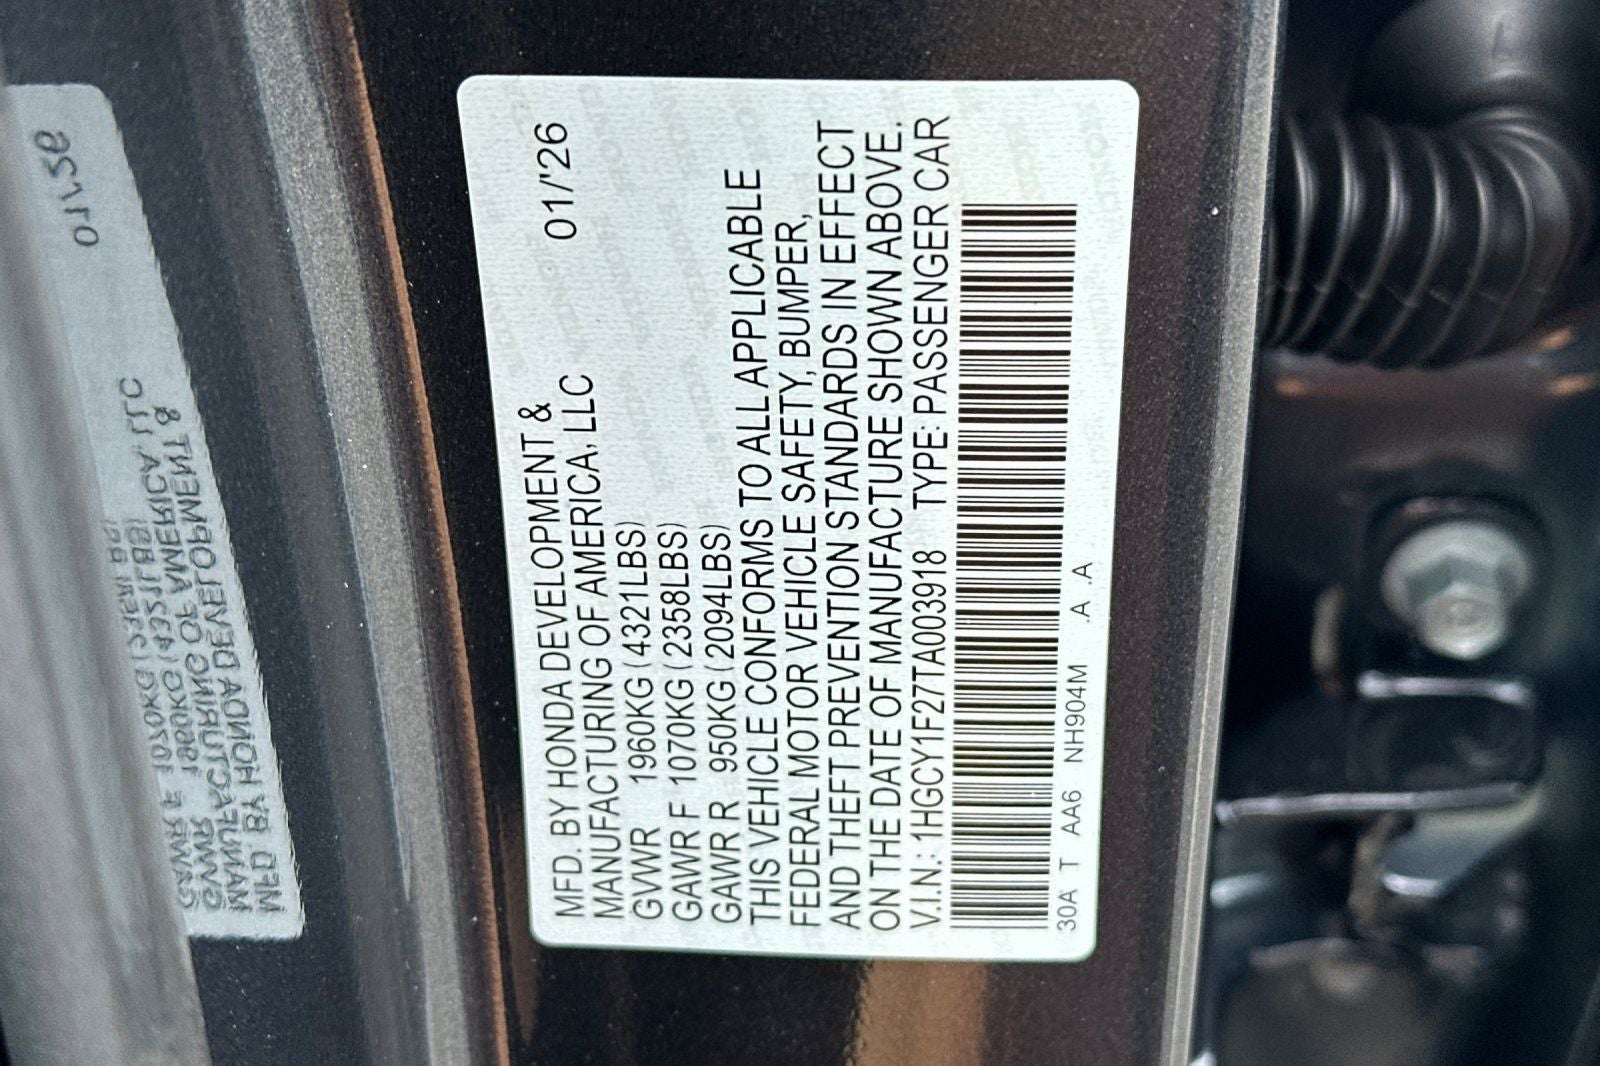 MFD. BY HONDA DEVELOPMENT &
MANUFACTURING OF AMERICA, LLC 01/'26
GVWR 1960KG (4321LBS)
GAWR F 1070KG (2358LBS)
GAWR R 950KG (2094LBS)
THIS VEHICLE CONFORMS TO ALL APPLICABLE
FEDERAL MOTOR VEHICLE SAFETY, BUMPER,
AND THEFT PREVENTION STANDARDS IN EFFECT
ON THE DATE OF MANUFACTURE SHOWN ABOVE.
V.I.N.: 1HGCY1F27TA003918 TYPE: PASSENGER CAR
30A T AA6 NH904M .A .A